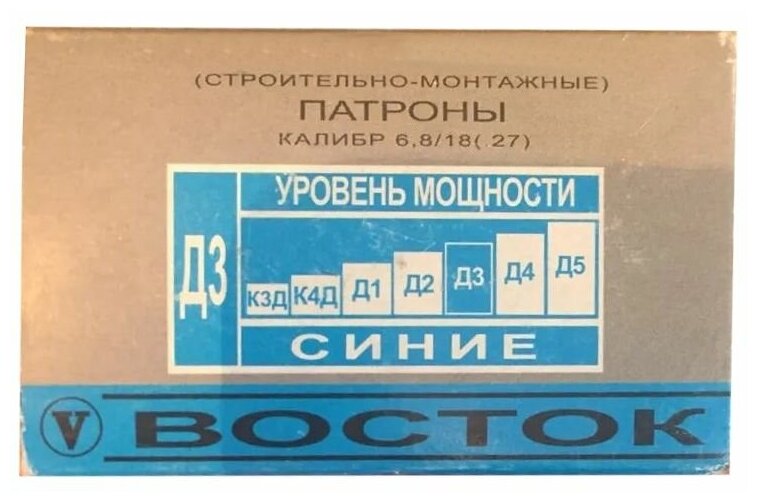 (СТРОИТЕЛЬНО-МОНТАЖНЫЕ)
ПАТРОНЫ
КАЛИБР 6,8/18(.27)
Д3
УРОВЕНЬ МОЩНОСТИ
К3Д К4Д Д1 Д2 Д3 Д4 Д5
СИНИЕ
V ВОСТОК